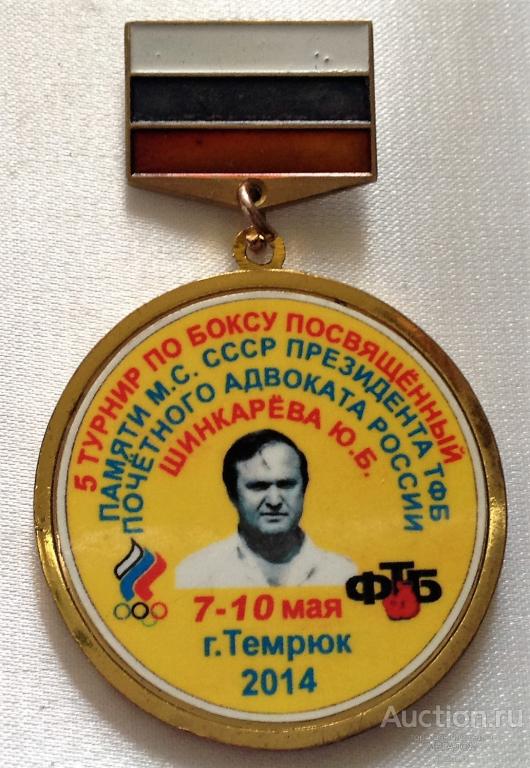 5 ТУРНИР ПО БОКСУ ПОСВЯЩЁННЫЙ
ПАМЯТИ М.С. СССР ПРЕЗИДЕНТА ТФБ
ПОЧЁТНОГО АДВОКАТА РОССИИ
ШИНКАРЁВА Ю.Б.
ФТБ
7-10 мая
г.Темрюк
2014
Auction.ru